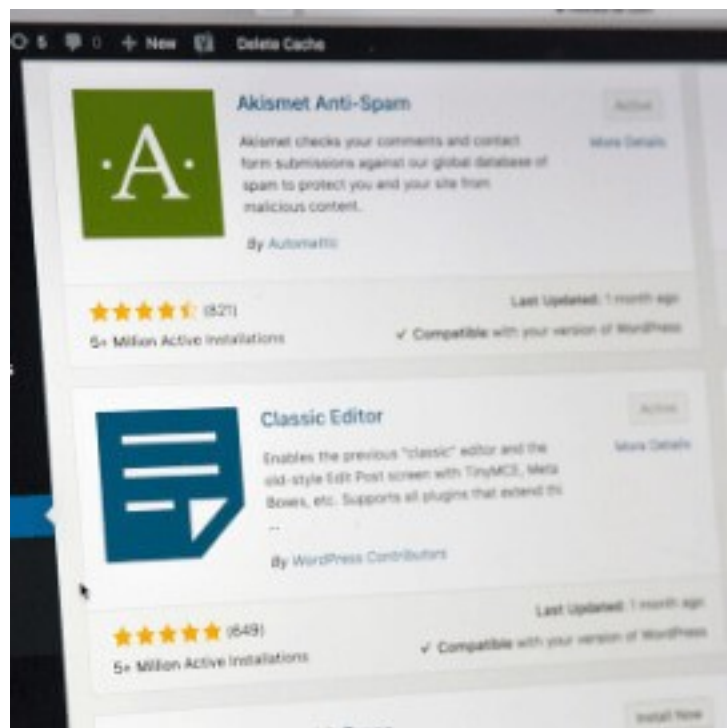 5 0 + New Delete Cache
Akismet Anti-Spam
Active
Akismet checks your comments and contact
More Details
form submissions against our global database of
spam to protect you and your site from
malicious content.
By Automattic
A
(821)
Last Updated: 1 month ago
5+ Million Active Installations
✓ Compatible with your version of WordPress
Classic Editor
Active
Enables the previous "classic" editor and the
More Details
old-style Edit Post screen with TinyMCE, Meta
Boxes, etc. Supports all plugins that extend thi
...
By WordPress Contributors
(649)
Last Updated: 1 month ago
5+ Million Active Installations
✓ Compatible with your version of WordPress
Install Now